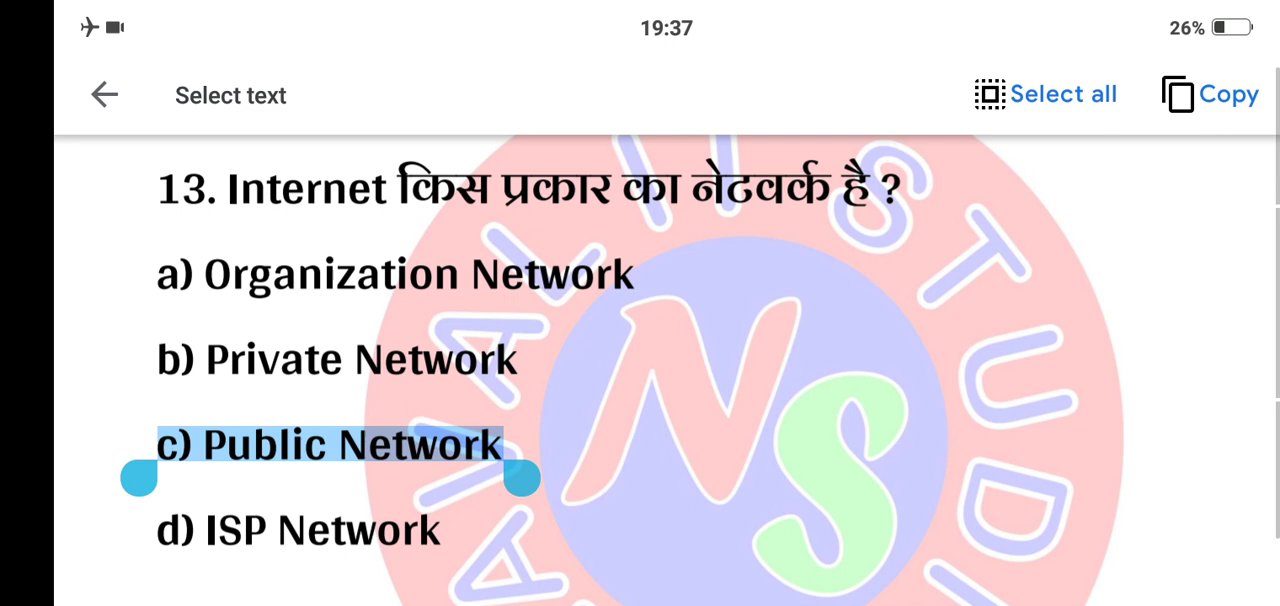 19:37
26%
Select text
Select all
Copy
13. Internet किस प्रकार का नेटवर्क है ?
a) Organization Network
b) Private Network
c) Public Network
d) ISP Network
NS